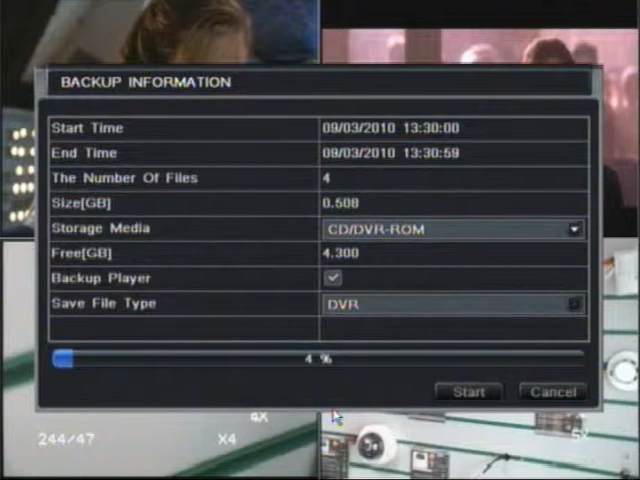 BACKUP INFORMATION
Start Time 09/03/2010 13:30:00
End Time 09/03/2010 13:30:59
The Number Of Files 4
Size[GB] 0.508
Storage Media CD/DVR-ROM
Free[GB] 4.300
Backup Player
Save File Type DVR
4 %
Start Cancel
4X
244/47 X4